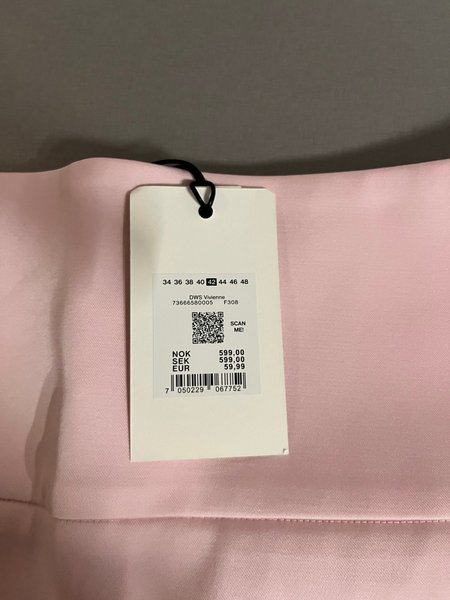 34 36 38 40 42 44 46 48
DWS Vivienne
73666580005 F308
SCAN
ME!
NOK 599,00
SEK 599,00
EUR 59,99
7 050229 067752